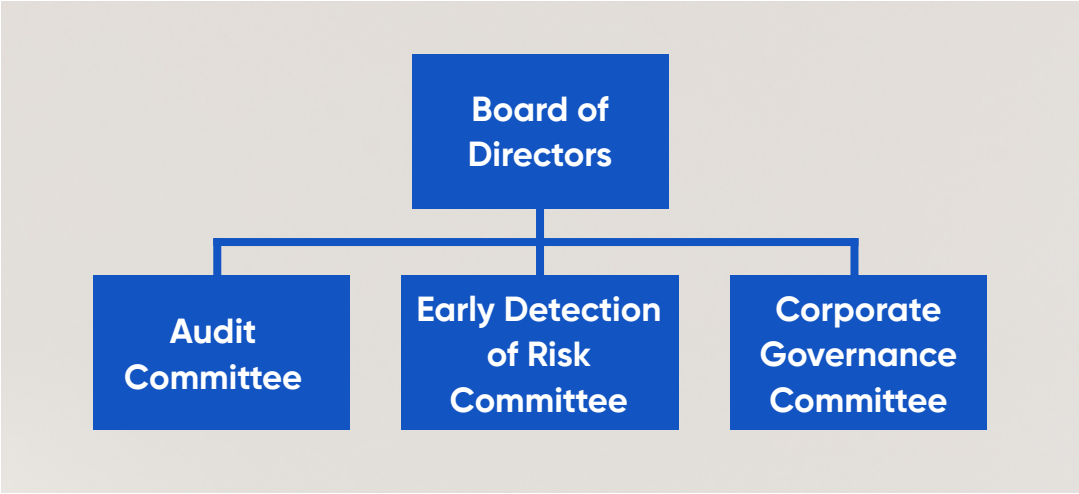 Board of
Directors
Audit
Committee
Early Detection
of Risk
Committee
Corporate
Governance
Committee